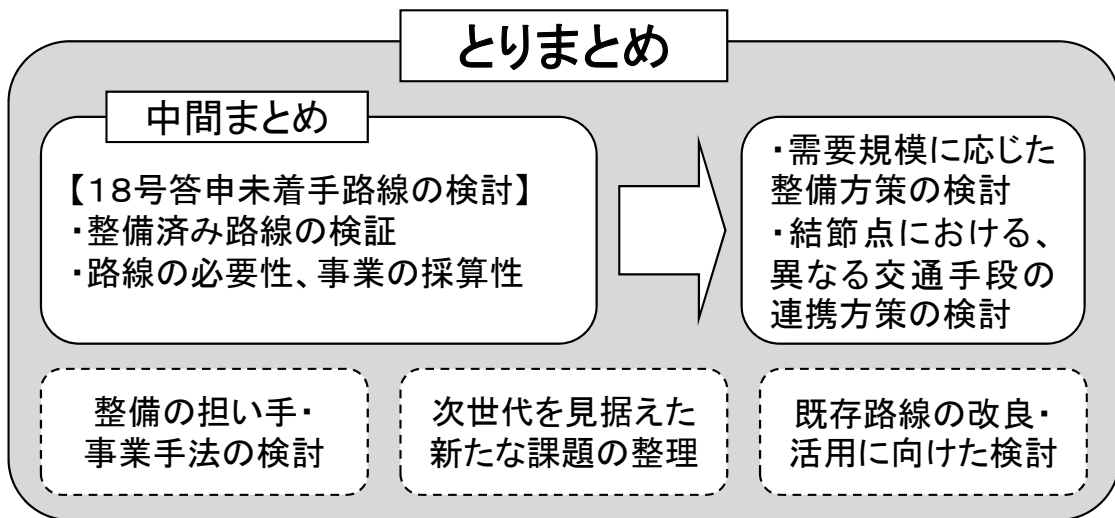 とりまとめ
中間まとめ
【１８号答申未着手路線の検討】
・整備済み路線の検証
・路線の必要性、事業の採算性
・需要規模に応じた
整備方策の検討
・結節点における、
異なる交通手段の
連携方策の検討
整備の担い手・
事業手法の検討
次世代を見据えた
新たな課題の整理
既存路線の改良・
活用に向けた検討